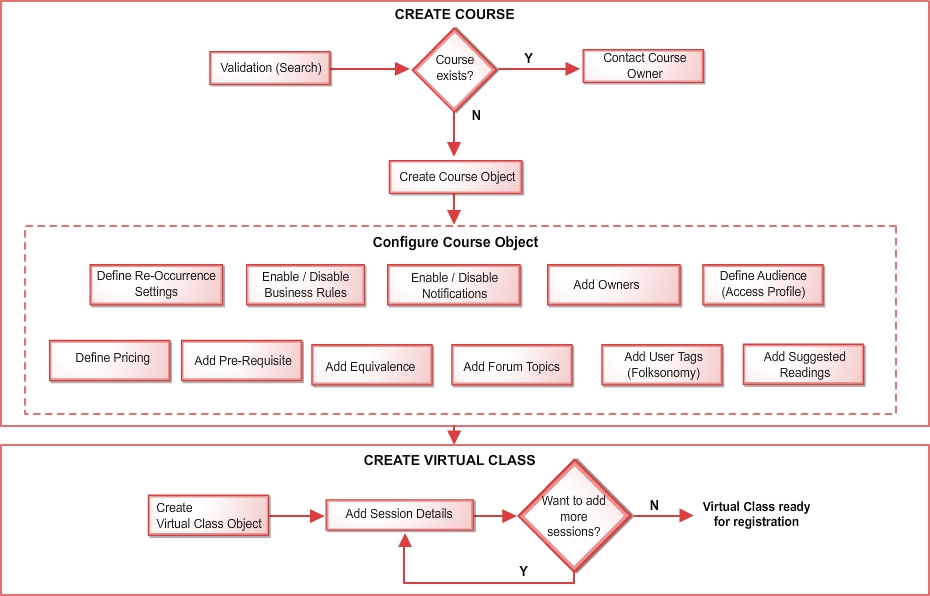 CREATE COURSE
Validation (Search)
Course
exists?
Y
Contact Course
Owner
N
Create Course Object
Configure Course Object
Define Re-Occurrence
Settings
Enable / Disable
Business Rules
Enable / Disable
Notifications
Add Owners
Define Audience
(Access Profile)
Define Pricing
Add Pre-Requisite
Add Equivalence
Add Forum Topics
Add User Tags
(Folksonomy)
Add Suggested
Readings
CREATE VIRTUAL CLASS
Create
Virtual Class Object
Add Session Details
Want to add
more
sessions?
N
Virtual Class ready
for registration
Y